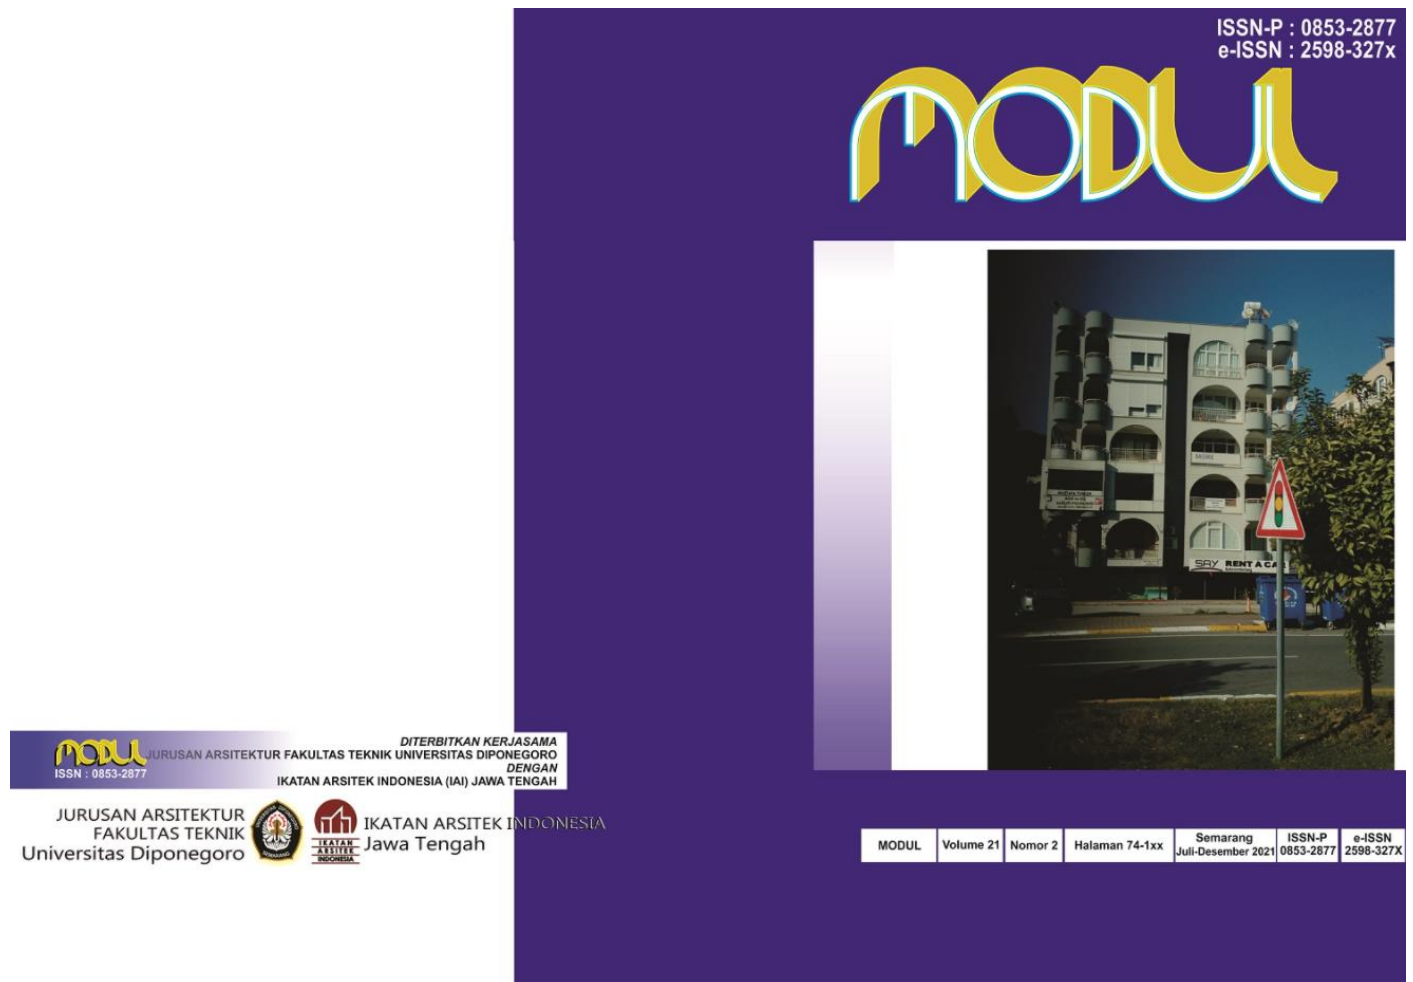 ISSN-P : 0853-2877
e-ISSN : 2598-327x
MODUL
SAY RENT A CAR
MODUL
ISSN : 0853-2877
DITERBITKAN KERJASAMA
JURUSAN ARSITEKTUR FAKULTAS TEKNIK UNIVERSITAS DIPONEGORO
DENGAN
IKATAN ARSITEK INDONESIA (IAI) JAWA TENGAH
JURUSAN ARSITEKTUR
FAKULTAS TEKNIK
Universitas Diponegoro
SEMARANG
IKATAN
ARSITEK
INDONESIA
IKATAN ARSITEK INDONESIA
Jawa Tengah
MODUL
Volume 21
Nomor 2
Halaman 74-1xx
Semarang
Juli-Desember 2021
ISSN-P
0853-2877
e-ISSN
2598-327X